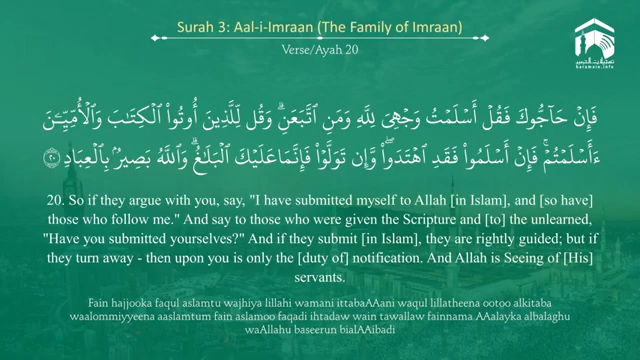 Surah 3: Aal-i-Imraan (The Family of Imraan)
Verse/Ayah 20
haramain.info
فَإِنْ حَآجُّوكَ فَقُلْ أَسْلَمْتُ وَجْهِىَ لِلَّهِ وَمَنِ ٱتَّبَعَنِ ۗ وَقُل لِّلَّذِينَ أُوتُوا۟ ٱلْكِتَـٰبَ وَٱلْأُمِّيِّـۧنَ
ءَأَسْلَمْتُمْ ۚ فَإِنْ أَسْلَمُوا۟ فَقَدِ ٱهْتَدَوا۟ ۖ وَّإِن تَوَلَّوْا۟ فَإِنَّمَا عَلَيْكَ ٱلْبَلَـٰغُ ۗ وَٱللَّهُ بَصِيرٌۢ بِٱلْعِبَادِ ٢٠
20. So if they argue with you, say, "I have submitted myself to Allah [in Islam], and [so have]
those who follow me." And say to those who were given the Scripture and [to] the unlearned,
"Have you submitted yourselves?" And if they submit [in Islam], they are rightly guided; but if
they turn away - then upon you is only the [duty of] notification. And Allah is Seeing of [His]
servants.
Fain hajjooka faqul aslamtu wajhiya lillahi wamani ittabaAAani waqul lillatheena ootoo alkitaba
waalommiyyeena aaslamtum fain aslamoo faqadi ihtadaw wain tawallaw fainnama AAalayka albalaghu
waAllahu baseerun bialAAibadi